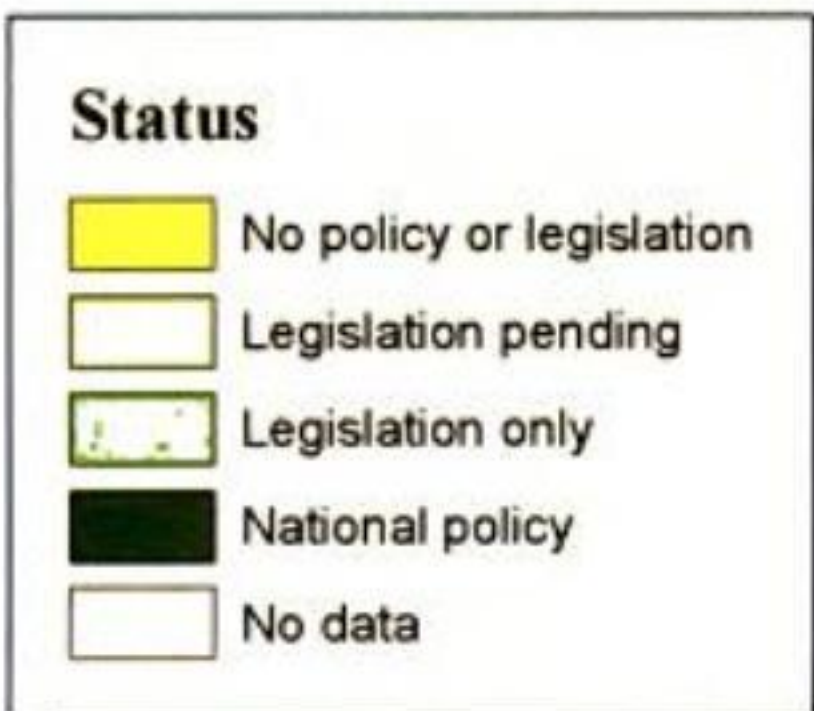 Status
No policy or legislation
Legislation pending
Legislation only
National policy
No data